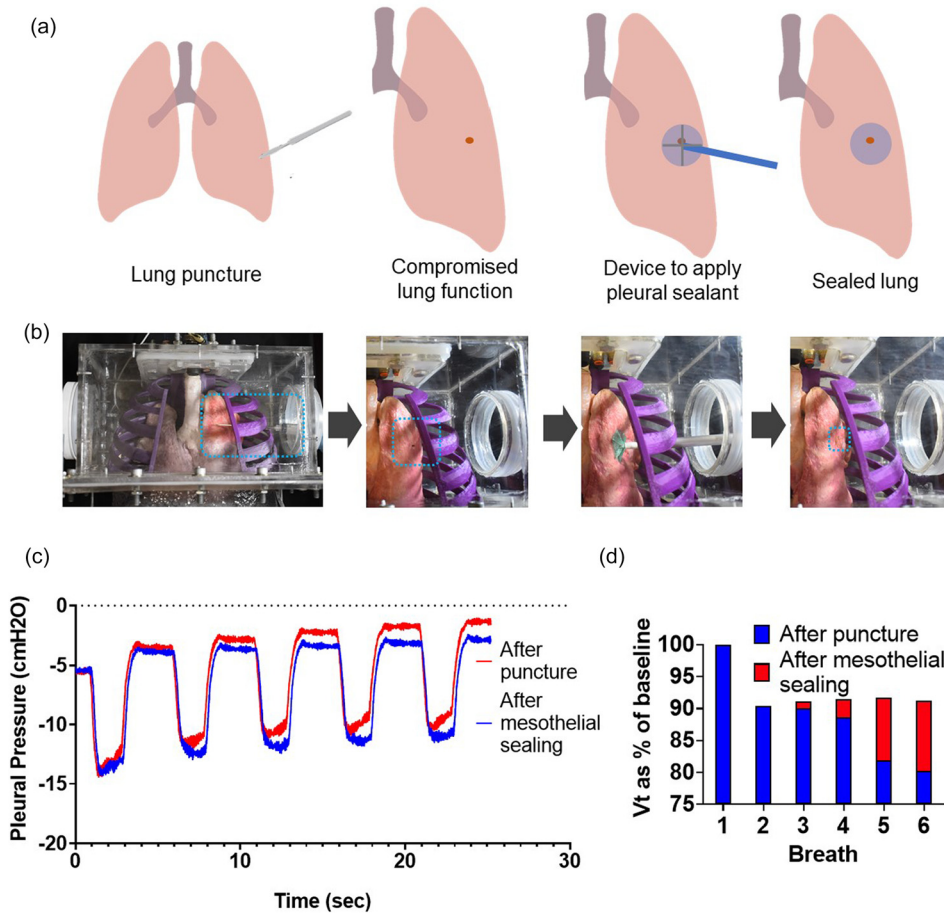 (a)
Lung puncture
Compromised
lung function
Device to apply
pleural sealant
Sealed lung
(b)
(c)
Pleural Pressure (cmH2O)
0
-5
-10
-15
-20
0
10
20
30
Time (sec)
After
puncture
After
mesothelial
sealing
(d)
Vt as % of baseline
100
95
90
85
80
75
After puncture
After mesothelial
sealing
1
2
3
4
5
6
Breath